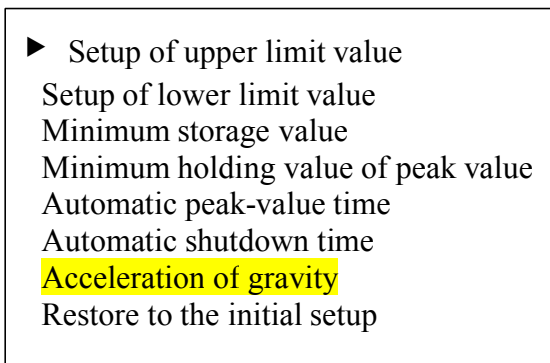 ► Setup of upper limit value
Setup of lower limit value
Minimum storage value
Minimum holding value of peak value
Automatic peak-value time
Automatic shutdown time
Acceleration of gravity
Restore to the initial setup